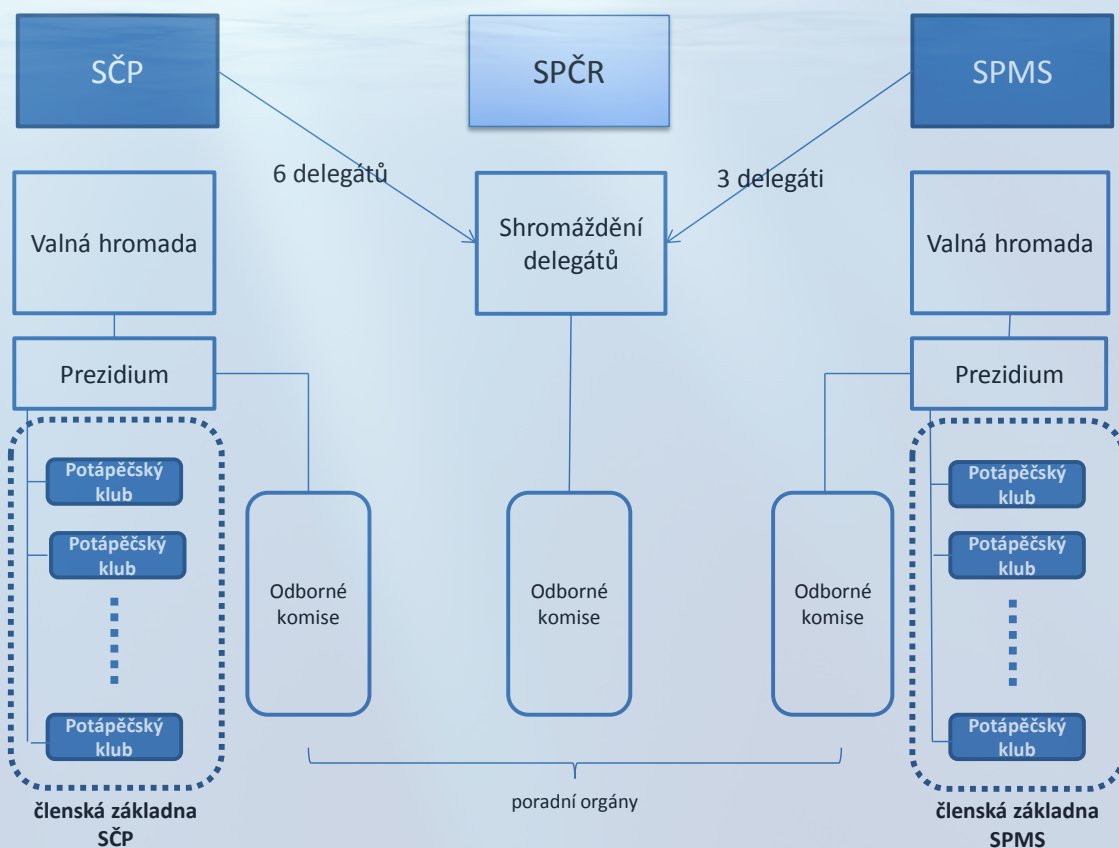 SČP
SPČR
SPMS
6 delegátů
3 delegáti
Valná hromada
Shromáždění
delegátů
Valná hromada
Prezidium
Prezidium
Potápěčský
klub
Potápěčský
klub
Potápěčský
klub
Odborné
komise
Odborné
komise
Odborné
komise
Potápěčský
klub
Potápěčský
klub
Potápěčský
klub
poradní orgány
členská základna
SČP
členská základna
SPMS